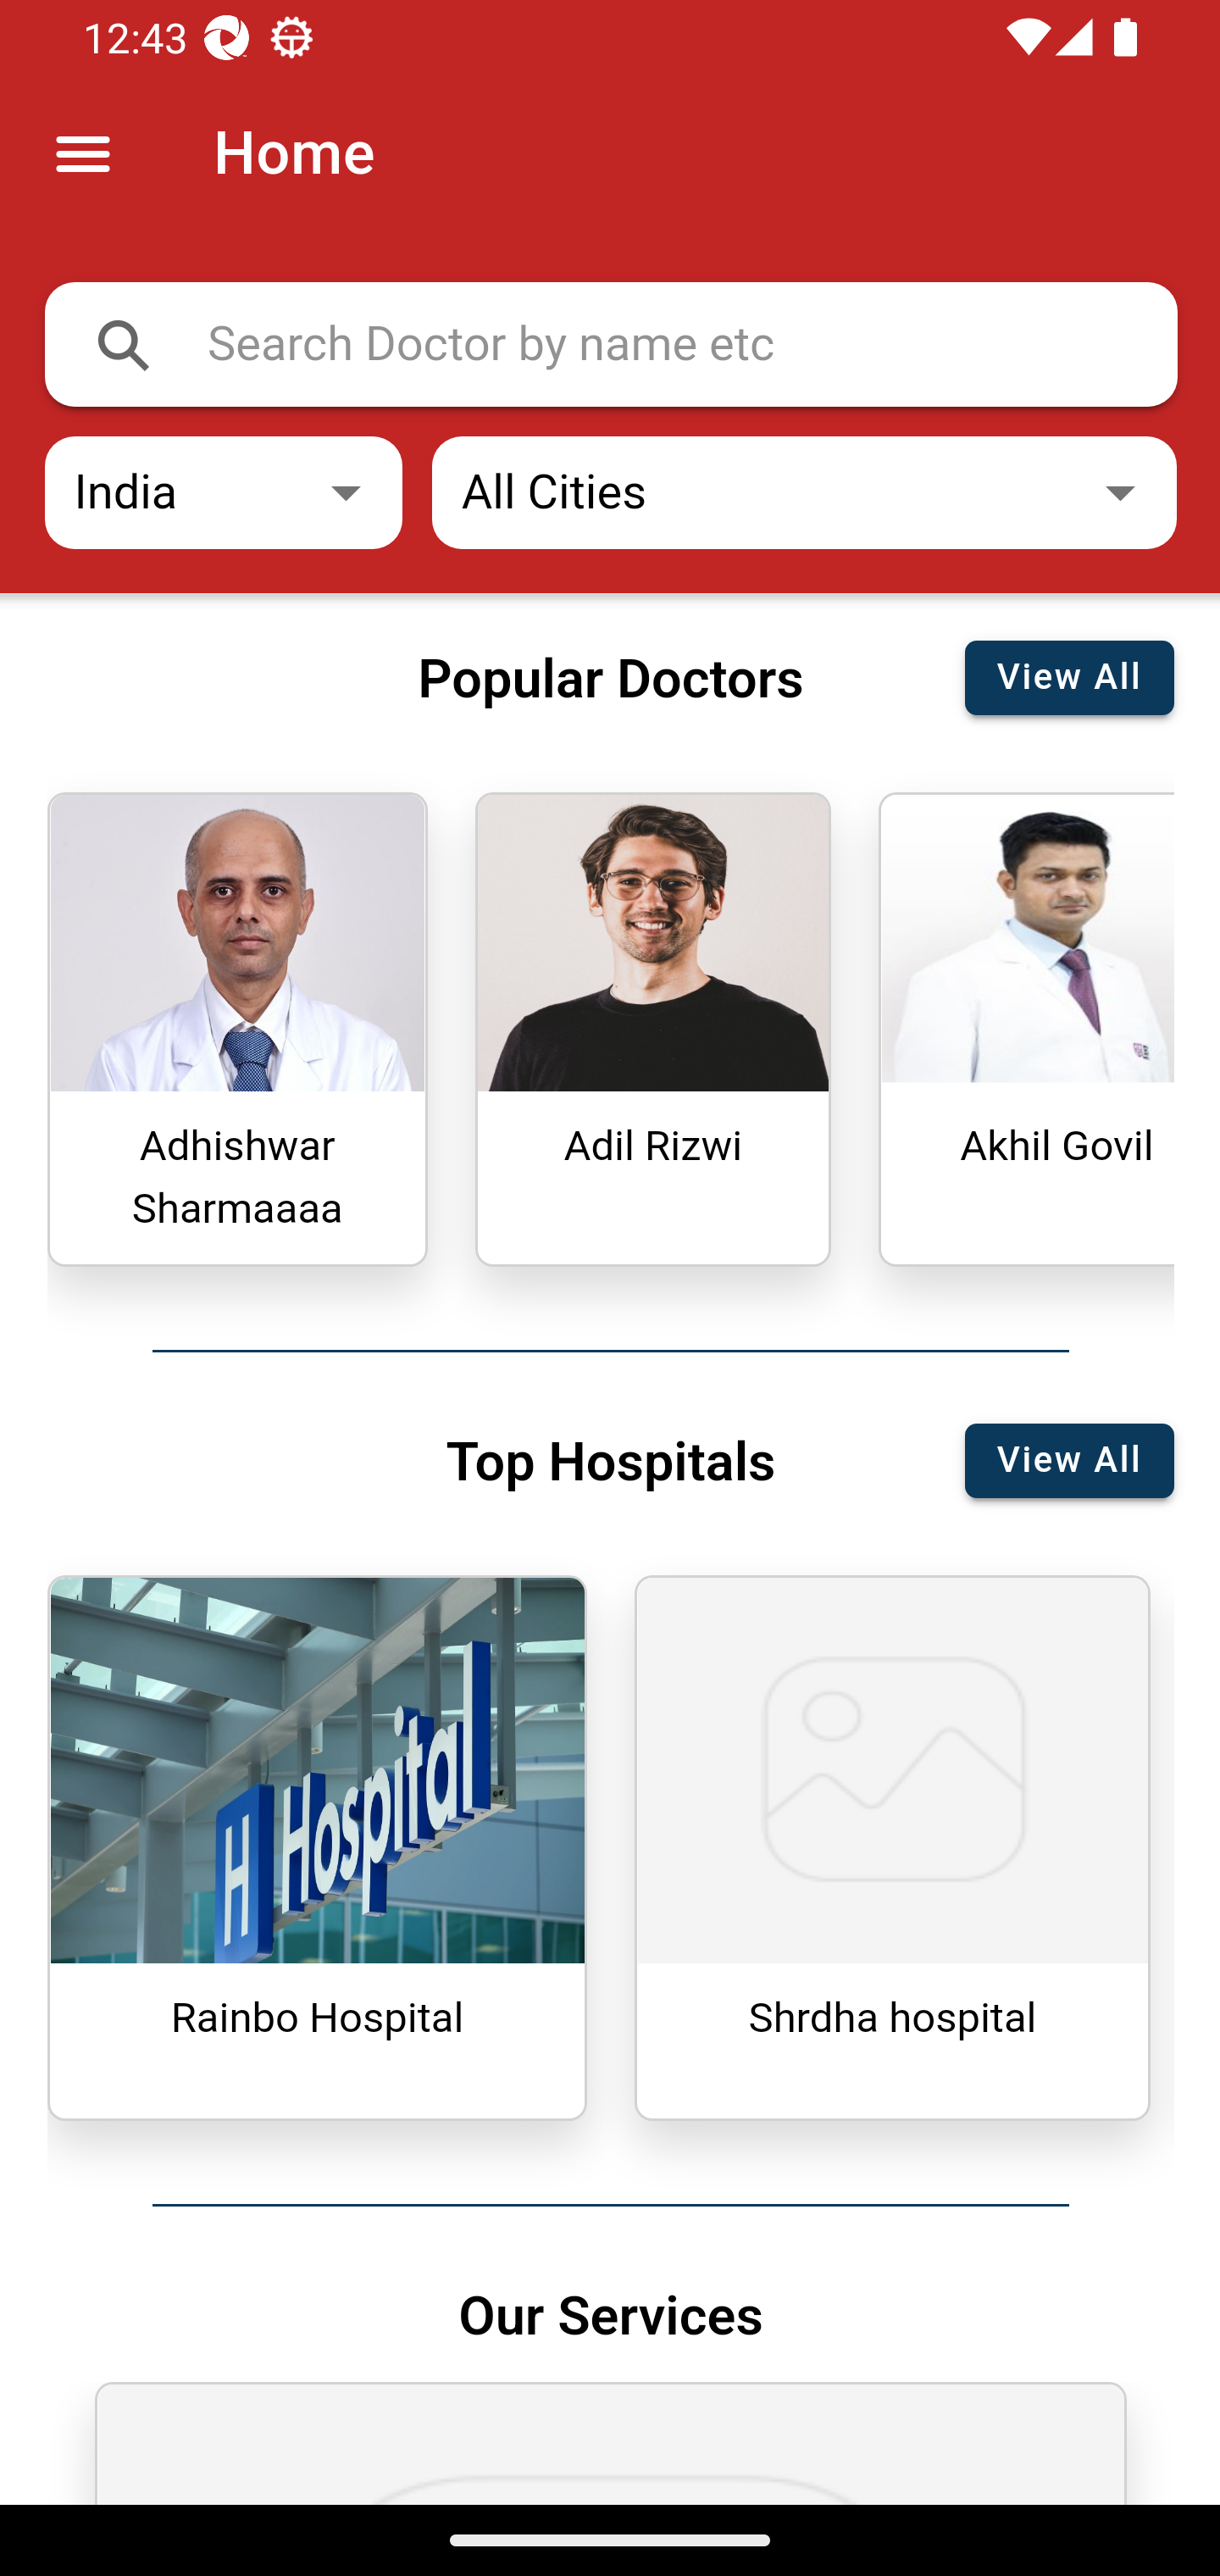 12:43
Home
Search Doctor by name etc
India
All Cities
Popular Doctors
View All
Adhishwar
Sharmaaaa
Adil Rizwi
Akhil Govil
Top Hospitals
View All
H Hospital
Rainbo Hospital
Shrdha hospital
Our Services